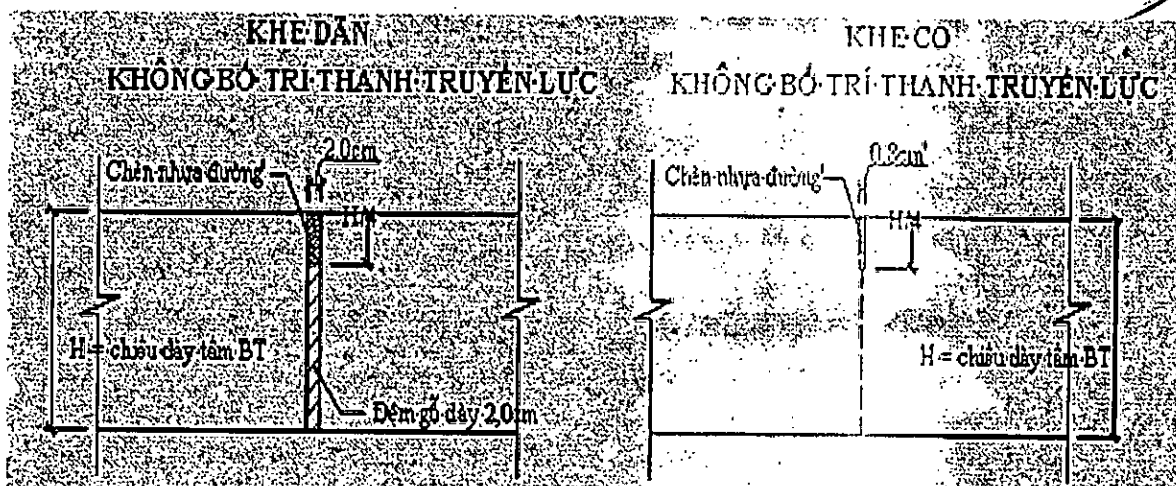 KHE DÃN
KHÔNG BỐ TRÍ THANH TRUYỀN LỰC
2.0cm
Chèn nhựa đường
H/4
H = chiều dày tấm BT
Đệm gỗ dày 2,0cm
KHE CO
KHÔNG BỐ TRÍ THANH TRUYỀN LỰC
Chèn nhựa đường
H/4
H = chiều dày tấm BT